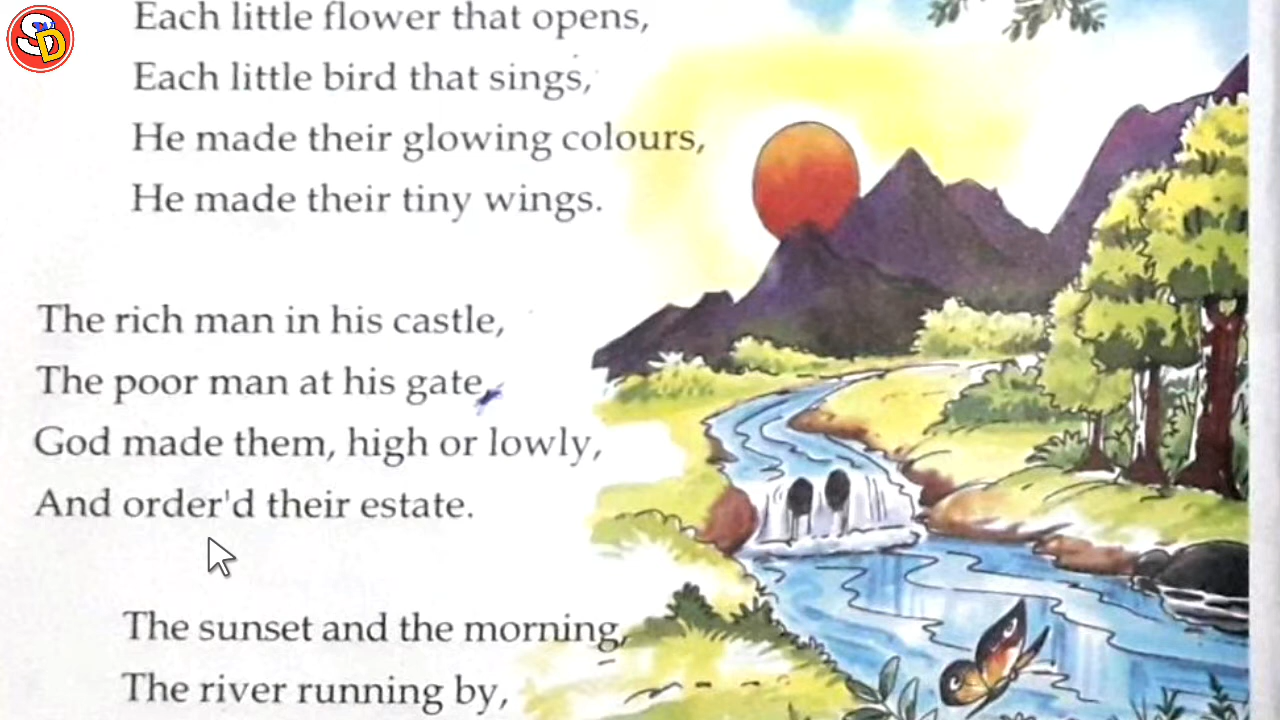 SD
Each little flower that opens,
Each little bird that sings,
He made their glowing colours,
He made their tiny wings.
The rich man in his castle,
The poor man at his gate,
God made them, high or lowly,
And order'd their estate.
The sunset and the morning,
The river running by,